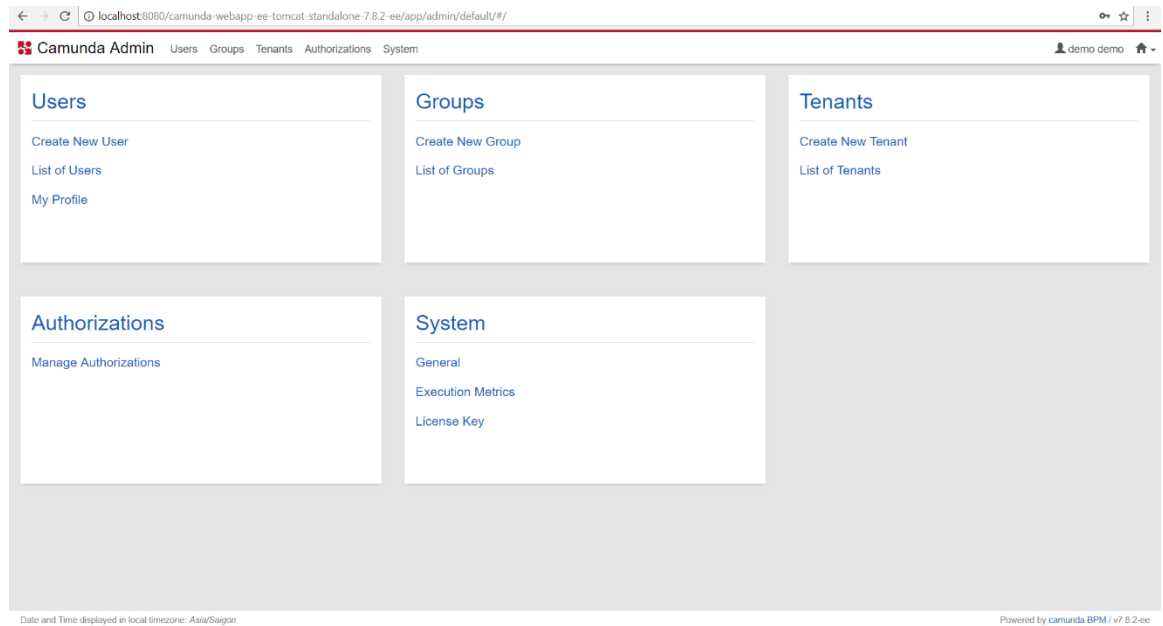 localhost:8080/camunda-webapp-ee-tomcat-standalone-7.8.2-ee/app/admin/default/#/
Camunda Admin Users Groups Tenants Authorizations System demo demo
Users
Create New User
List of Users
My Profile
Groups
Create New Group
List of Groups
Tenants
Create New Tenant
List of Tenants
Authorizations
Manage Authorizations
System
General
Execution Metrics
License Key
Date and Time displayed in local timezone: Asia/Saigon
Powered by camunda BPM / v7.8.2-ee